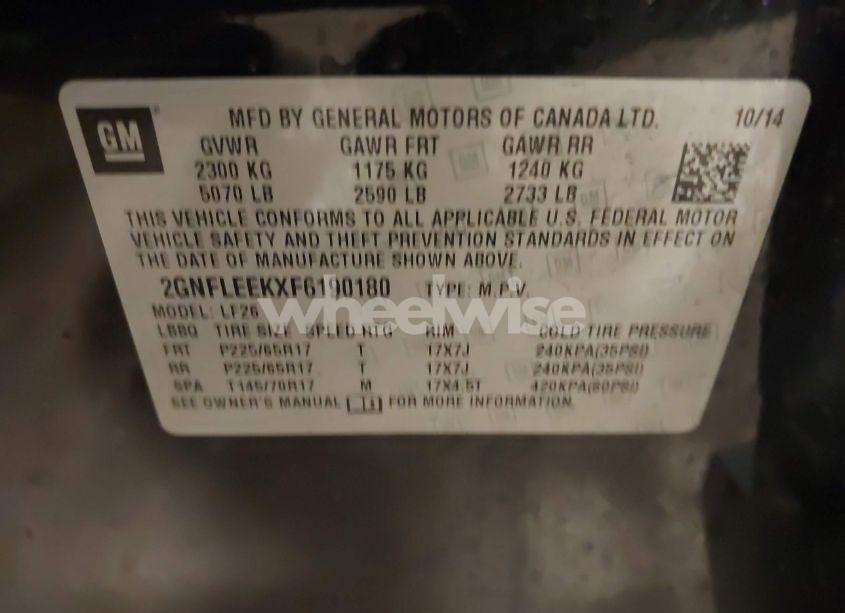 GM
MFD BY GENERAL MOTORS OF CANADA LTD. 10/14
GVWR GAWR FRT GAWR RR
2300 KG 1175 KG 1240 KG
5070 LB 2590 LB 2733 LB
THIS VEHICLE CONFORMS TO ALL APPLICABLE U.S. FEDERAL MOTOR
VEHICLE SAFETY AND THEFT PREVENTION STANDARDS IN EFFECT ON
THE DATE OF MANUFACTURE SHOWN ABOVE.
2GNFLEEKXF6190180 TYPE: M.P.V.
wheelwise
MODEL: LF26
TIRE SIZE SPEED RTG RIM COLD TIRE PRESSURE
FRT P225/65R17 T 17X7J 240KPA(35PSI)
RR P225/65R17 T 17X7J 240KPA(35PSI)
SPA T145/70R17 M 17X4.5T 420KPA(60PSI)
SEE OWNER'S MANUAL FOR MORE INFORMATION.